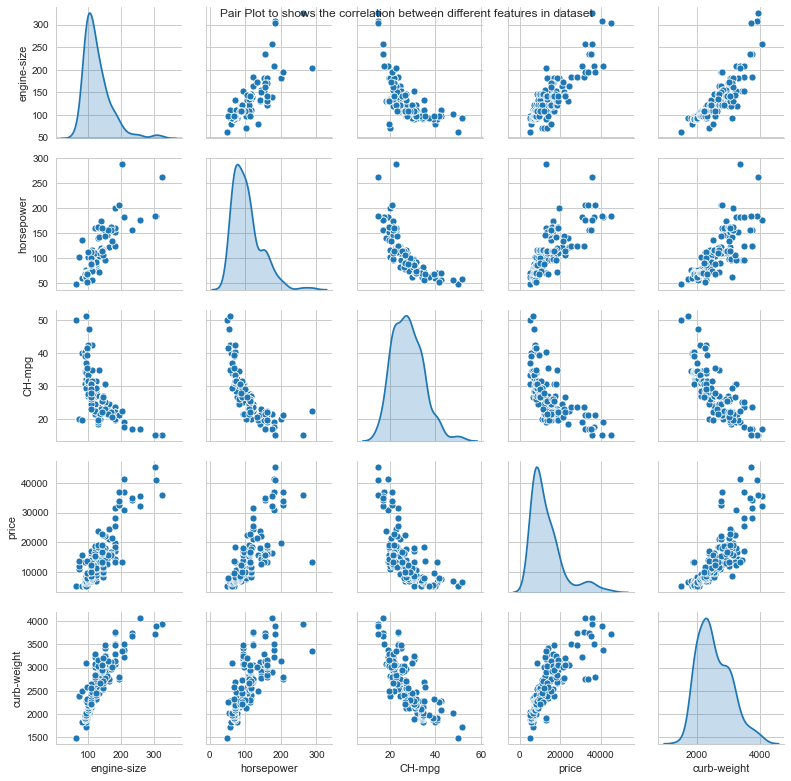 Pair Plot to shows the correlation between different features in dataset
300
250
200
150
100
50
engine-size
300
250
200
150
100
50
horsepower
50
40
30
20
CH-mpg
40000
30000
20000
10000
price
4000
3500
3000
2500
2000
1500
curb-weight
100 200 300
engine-size
0 100 200 300
horsepower
20 40 60
CH-mpg
0 20000 40000
price
2000 4000
curb-weight